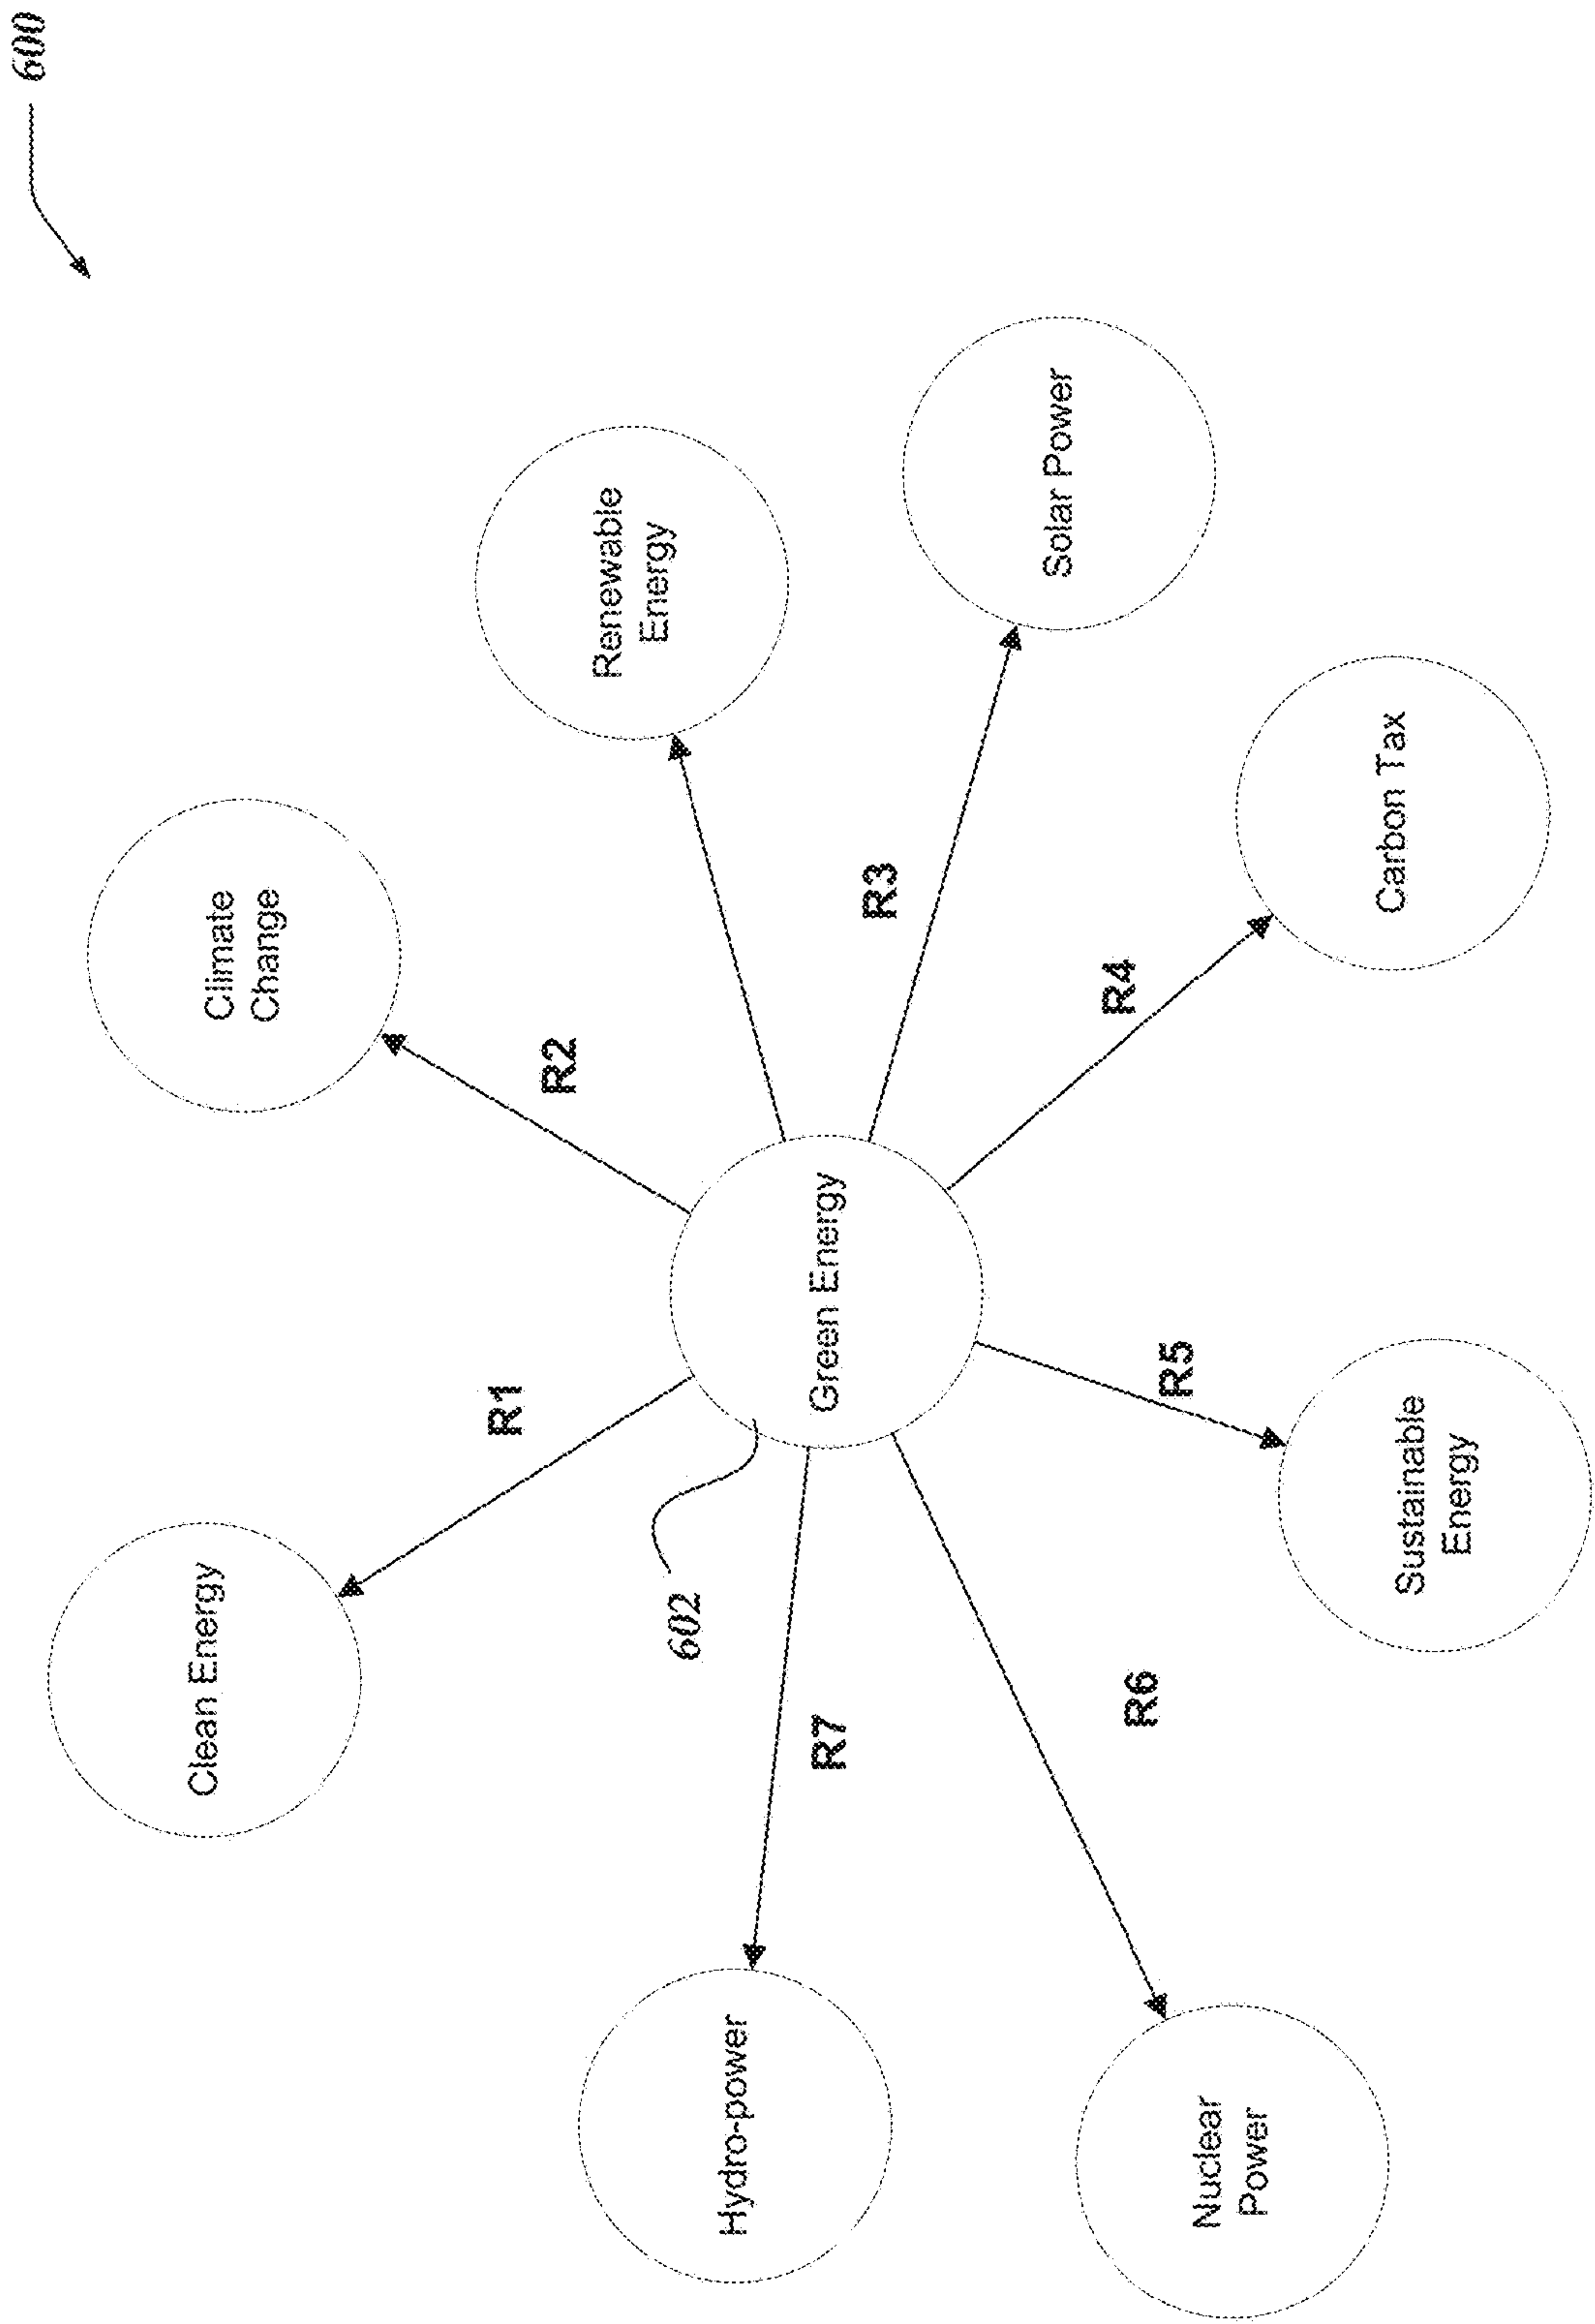 600
Clean Energy
R1
Climate
Change
R2
Renewable
Energy
602
Hydro-power
R7
Green Energy
R3
Solar Power
Nuclear
Power
R6
R4
Sustainable
Energy
R5
Carbon Tax